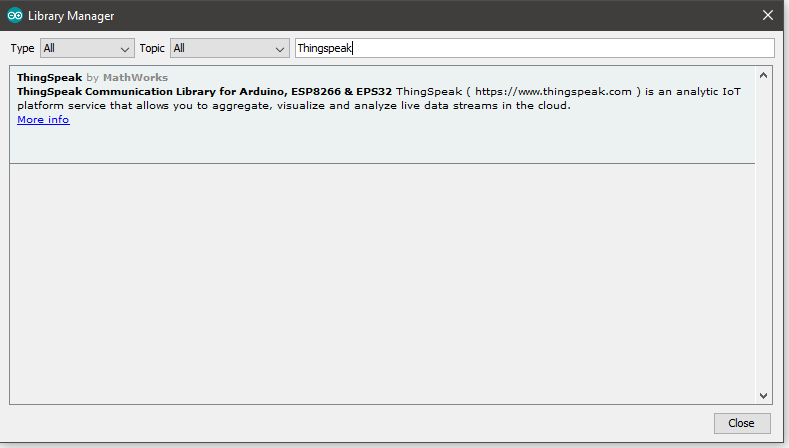 Library Manager
Type All Topic All Thingspeak
ThingSpeak by MathWorks
ThingSpeak Communication Library for Arduino, ESP8266 & EPS32 ThingSpeak ( https://www.thingspeak.com ) is an analytic IoT
platform service that allows you to aggregate, visualize and analyze live data streams in the cloud.
More info
Close